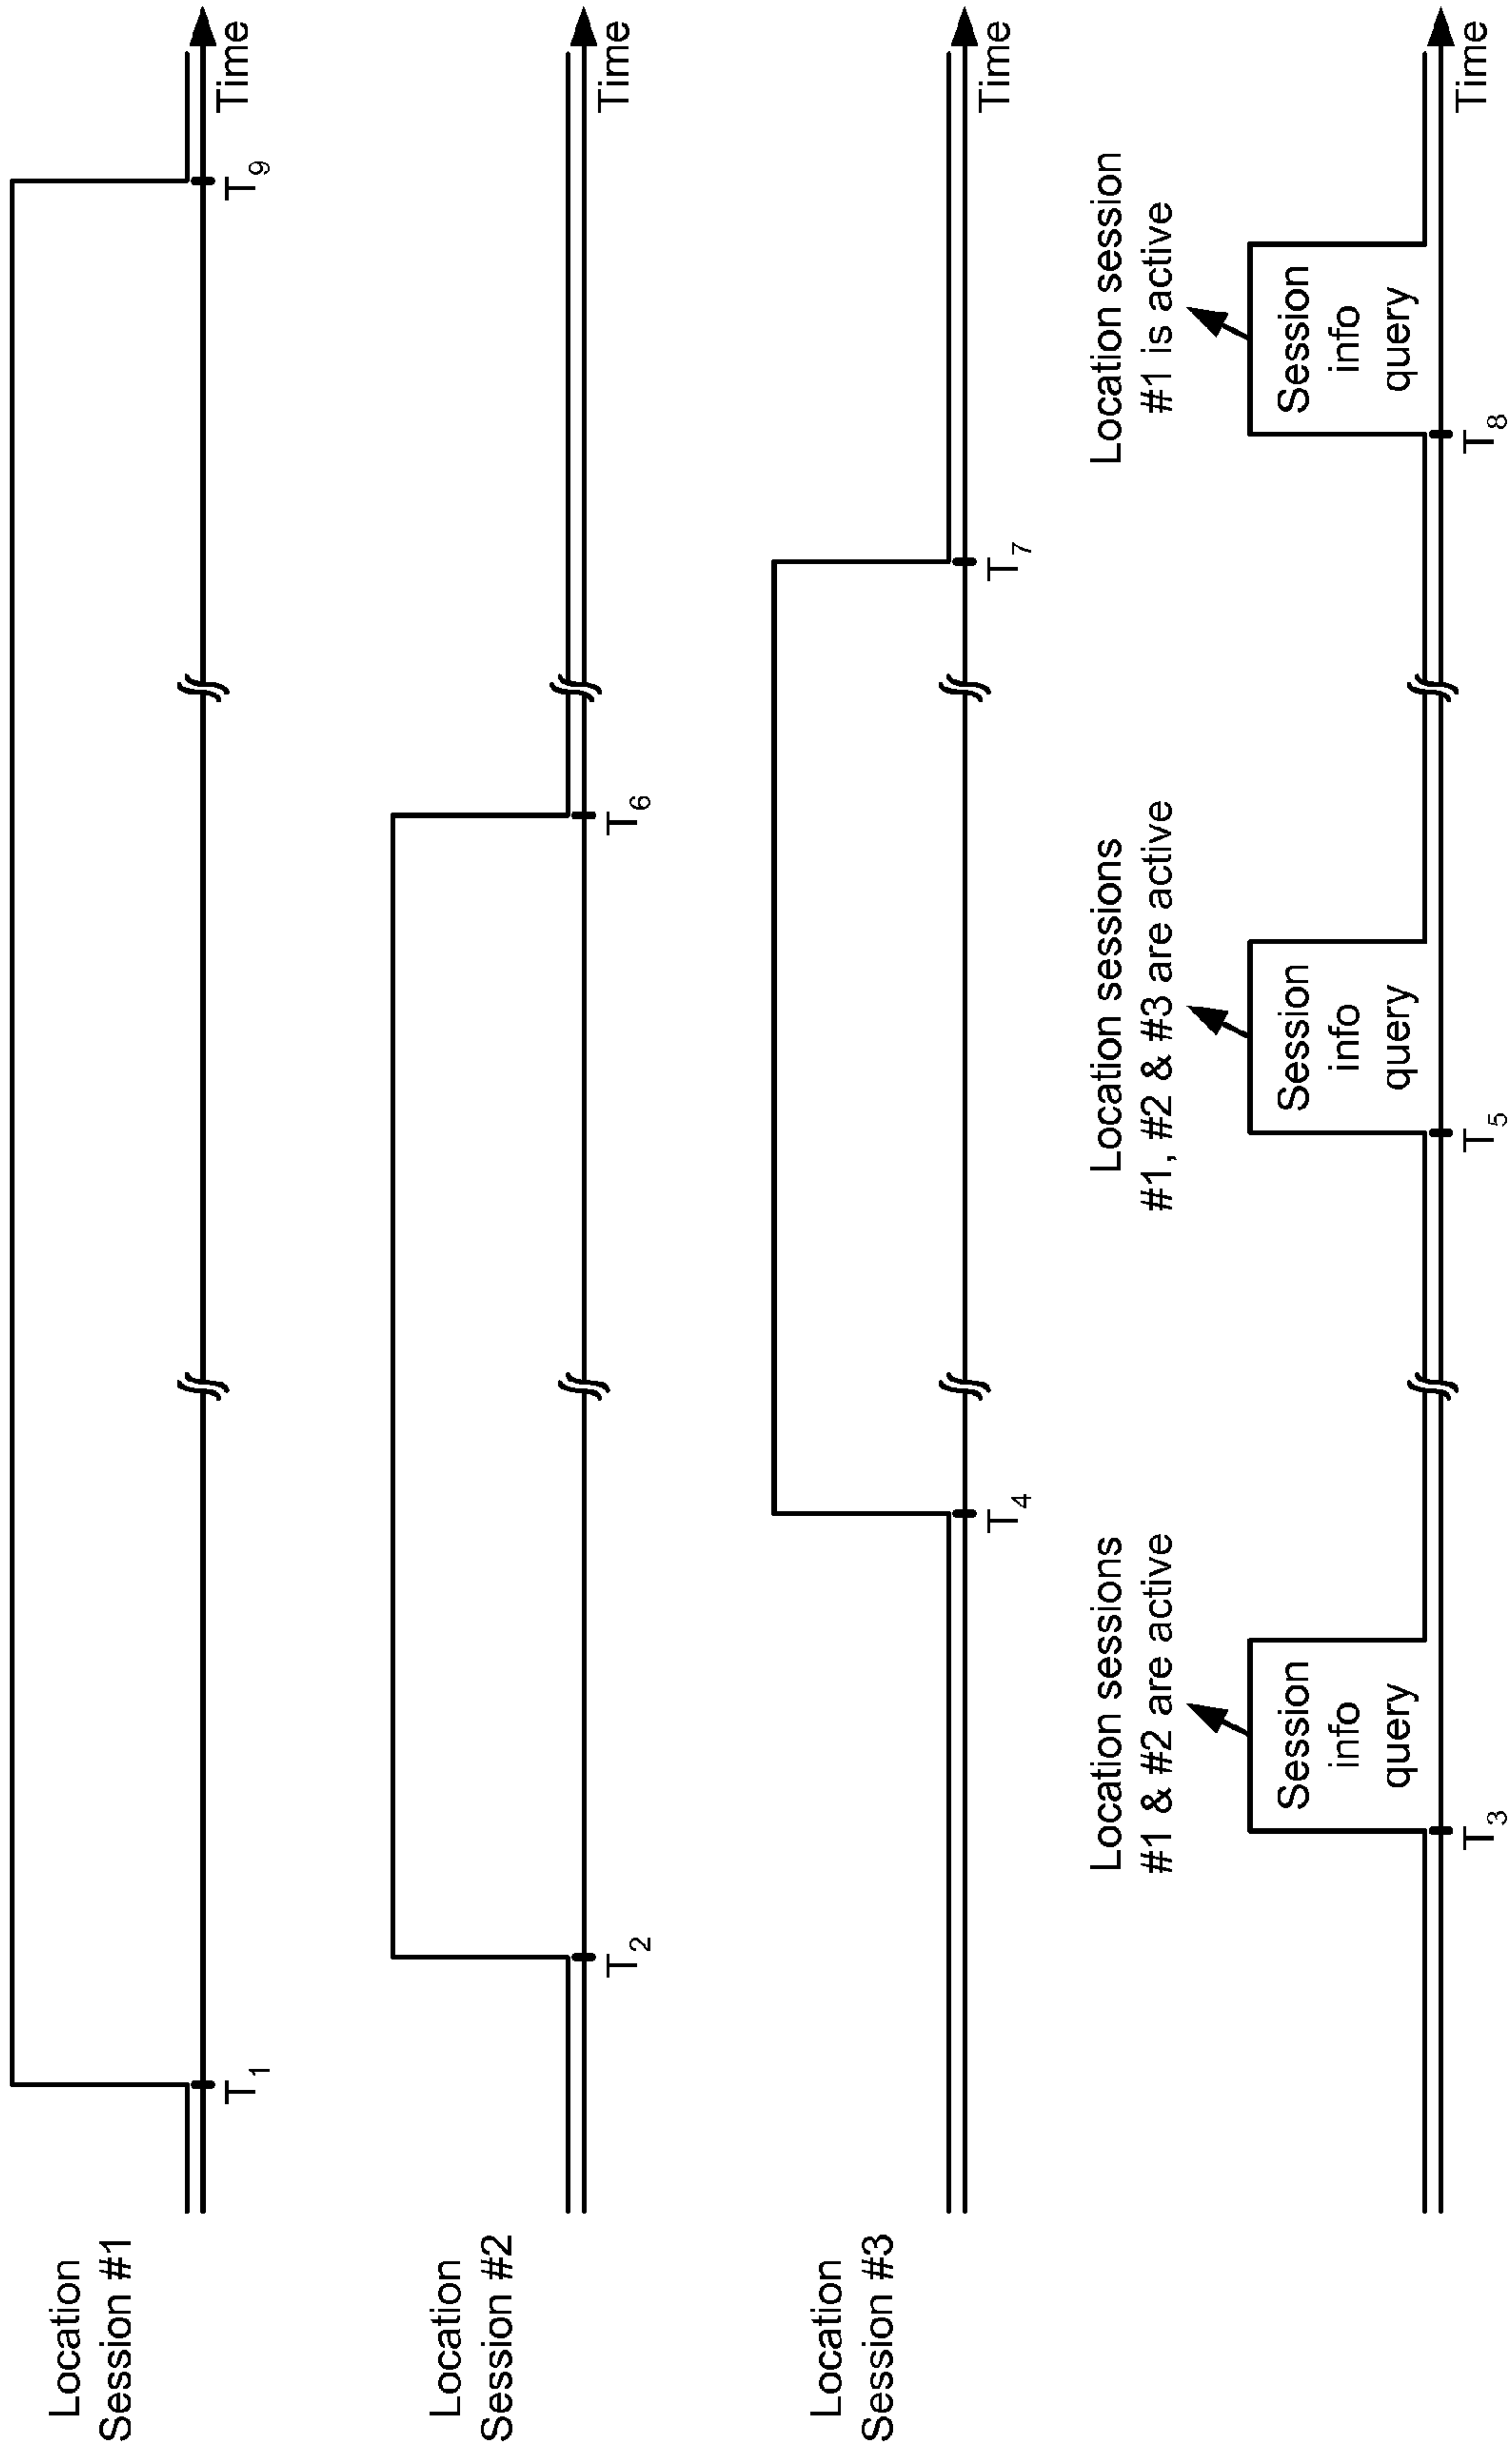 Location
Session #1
T1
T9
Time
Location
Session #2
T2
T6
Time
Location
Session #3
T4
T7
Time
Location sessions
#1 & #2 are active
Location sessions
#1, #2 & #3 are active
Location session
#1 is active
Session
info
query
Session
info
query
Session
info
query
T3
T5
T8
Time